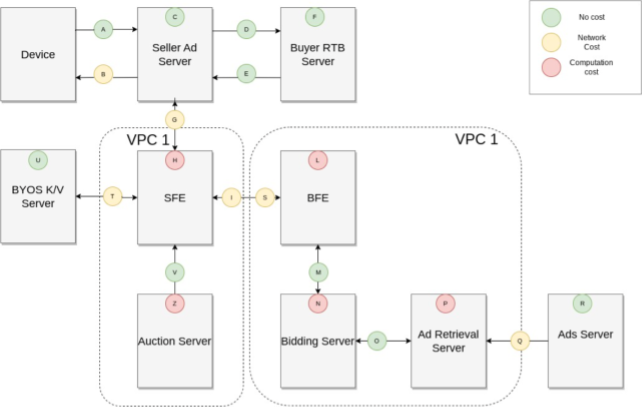 C
F
No cost
A
D
Device
Seller Ad
Server
Buyer RTB
Server
Network
Cost
B
E
Computation
cost
G
VPC 1
VPC 1
U
H
L
BYOS K/V
Server
T
SFE
I
S
BFE
V
M
Z
N
P
R
Auction Server
Bidding Server
O
Ad Retrieval
Server
Q
Ads Server